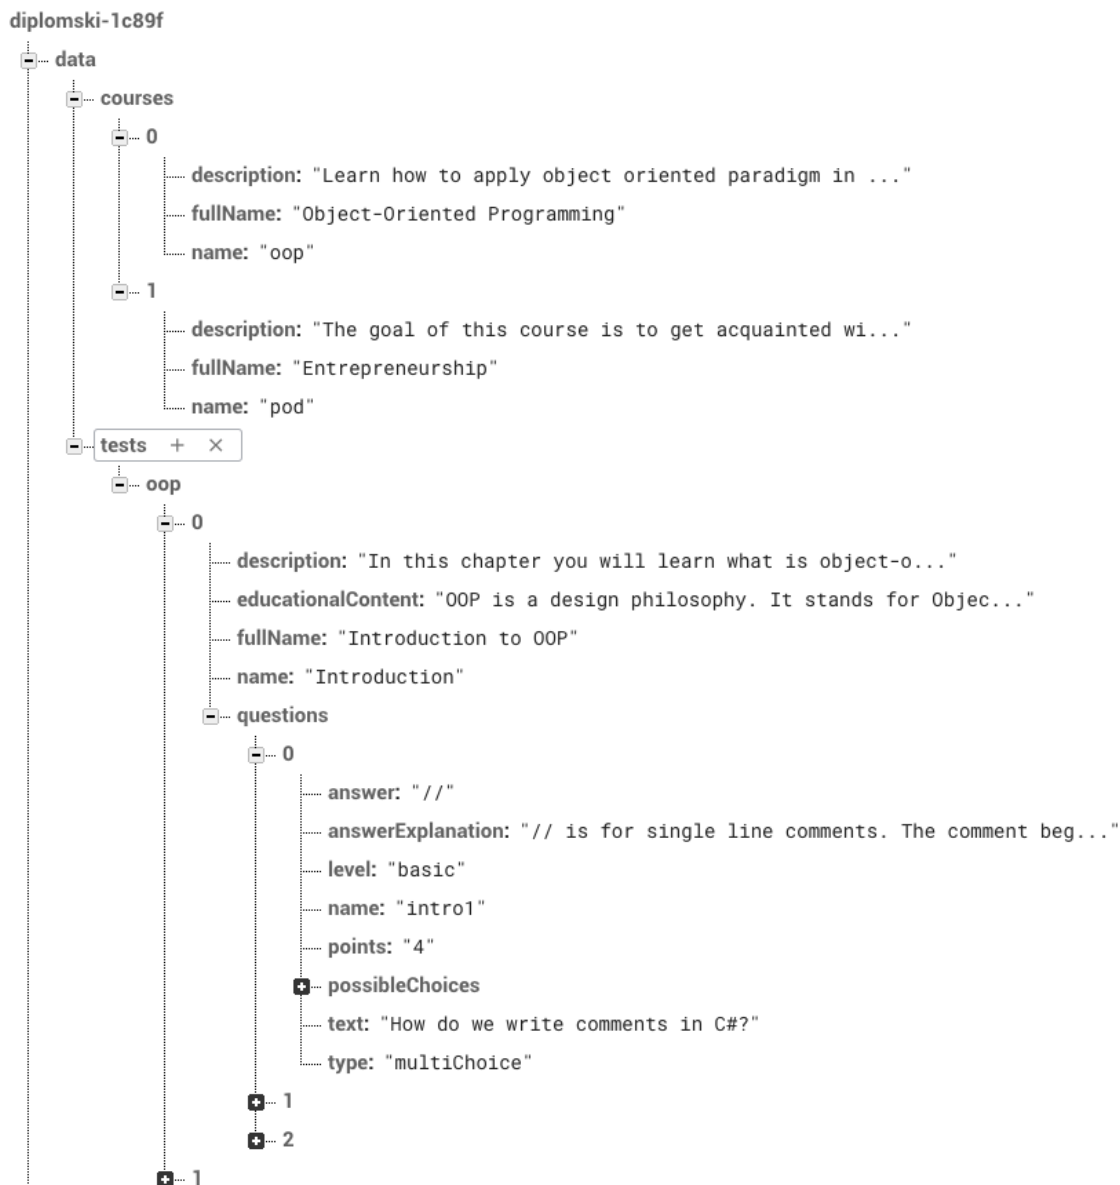 diplomski-1c89f
data
courses
0
description: "Learn how to apply object oriented paradigm in ..."
fullName: "Object-Oriented Programming"
name: "oop"
1
description: "The goal of this course is to get acquainted wi..."
fullName: "Entrepreneurship"
name: "pod"
tests + ×
oop
0
description: "In this chapter you will learn what is object-o..."
educationalContent: "OOP is a design philosophy. It stands for Objec..."
fullName: "Introduction to OOP"
name: "Introduction"
questions
0
answer: "//"
answerExplanation: "// is for single line comments. The comment beg..."
level: "basic"
name: "intro1"
points: "4"
possibleChoices
text: "How do we write comments in C#?"
type: "multiChoice"
1
2
1